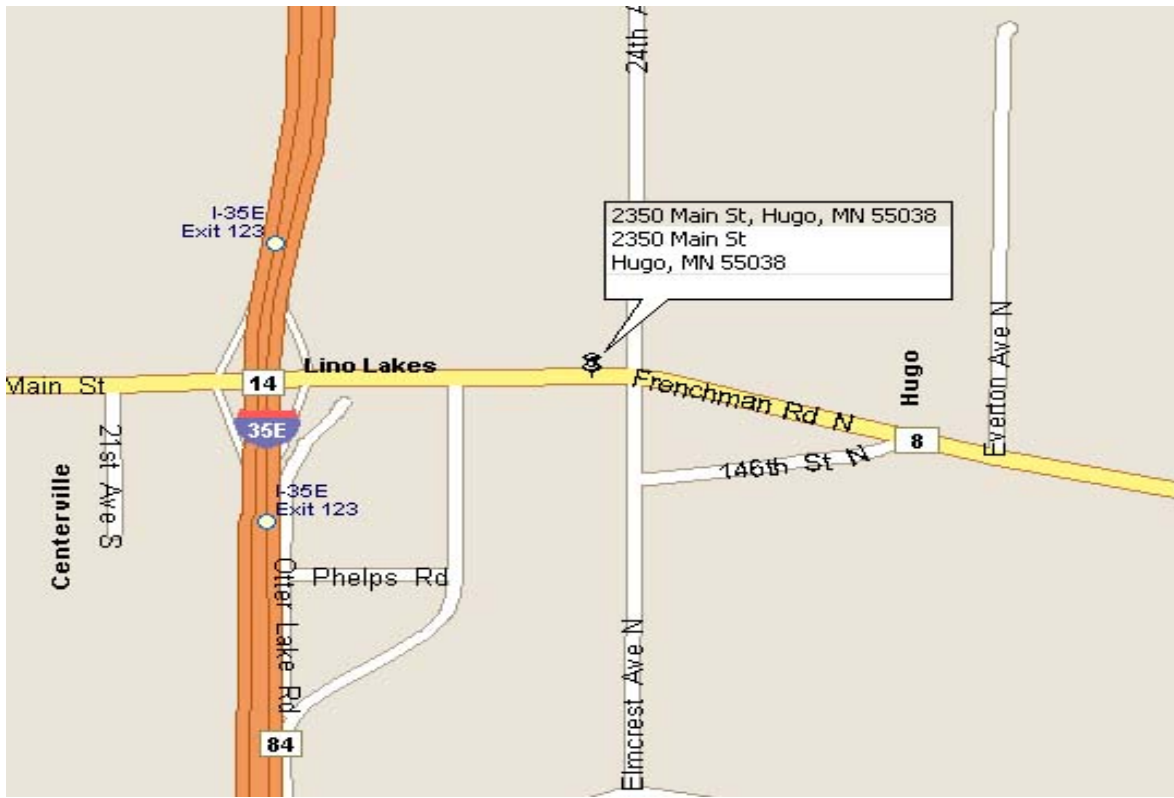 24th A
I-35E
Exit 123
2350 Main St, Hugo, MN 55038
2350 Main St
Hugo, MN 55038
Lino Lakes
Main St
14
Frenchman Rd N
Hugo
Everton Ave N
35E
8
21st Ave S
146th St N
Centerville
I-35E
Exit 123
Otter Lake Rd
Phelps Rd
Elmcrest Ave N
84